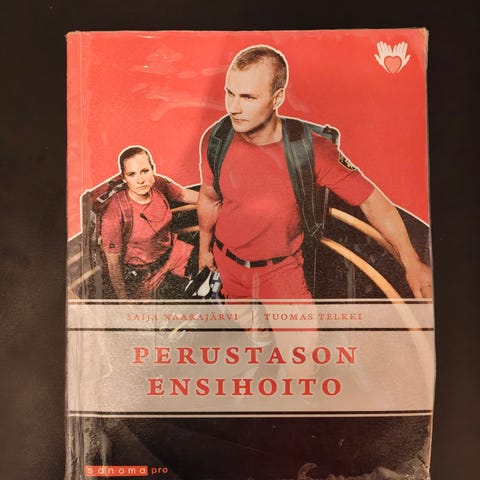 SAIJA NAARAJÄRVI / TUOMAS TELKKI
PERUSTASON
ENSIHOITO
sanoma pro